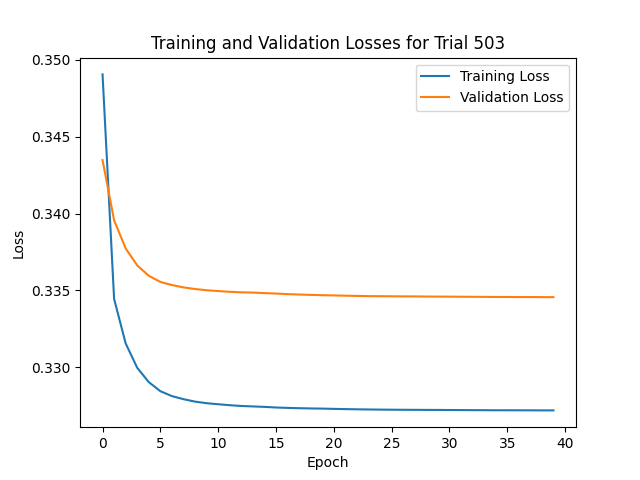 Training and Validation Losses for Trial 503
Training Loss
Validation Loss
0.350
0.345
0.340
0.335
0.330
Loss
0 5 10 15 20 25 30 35 40
Epoch